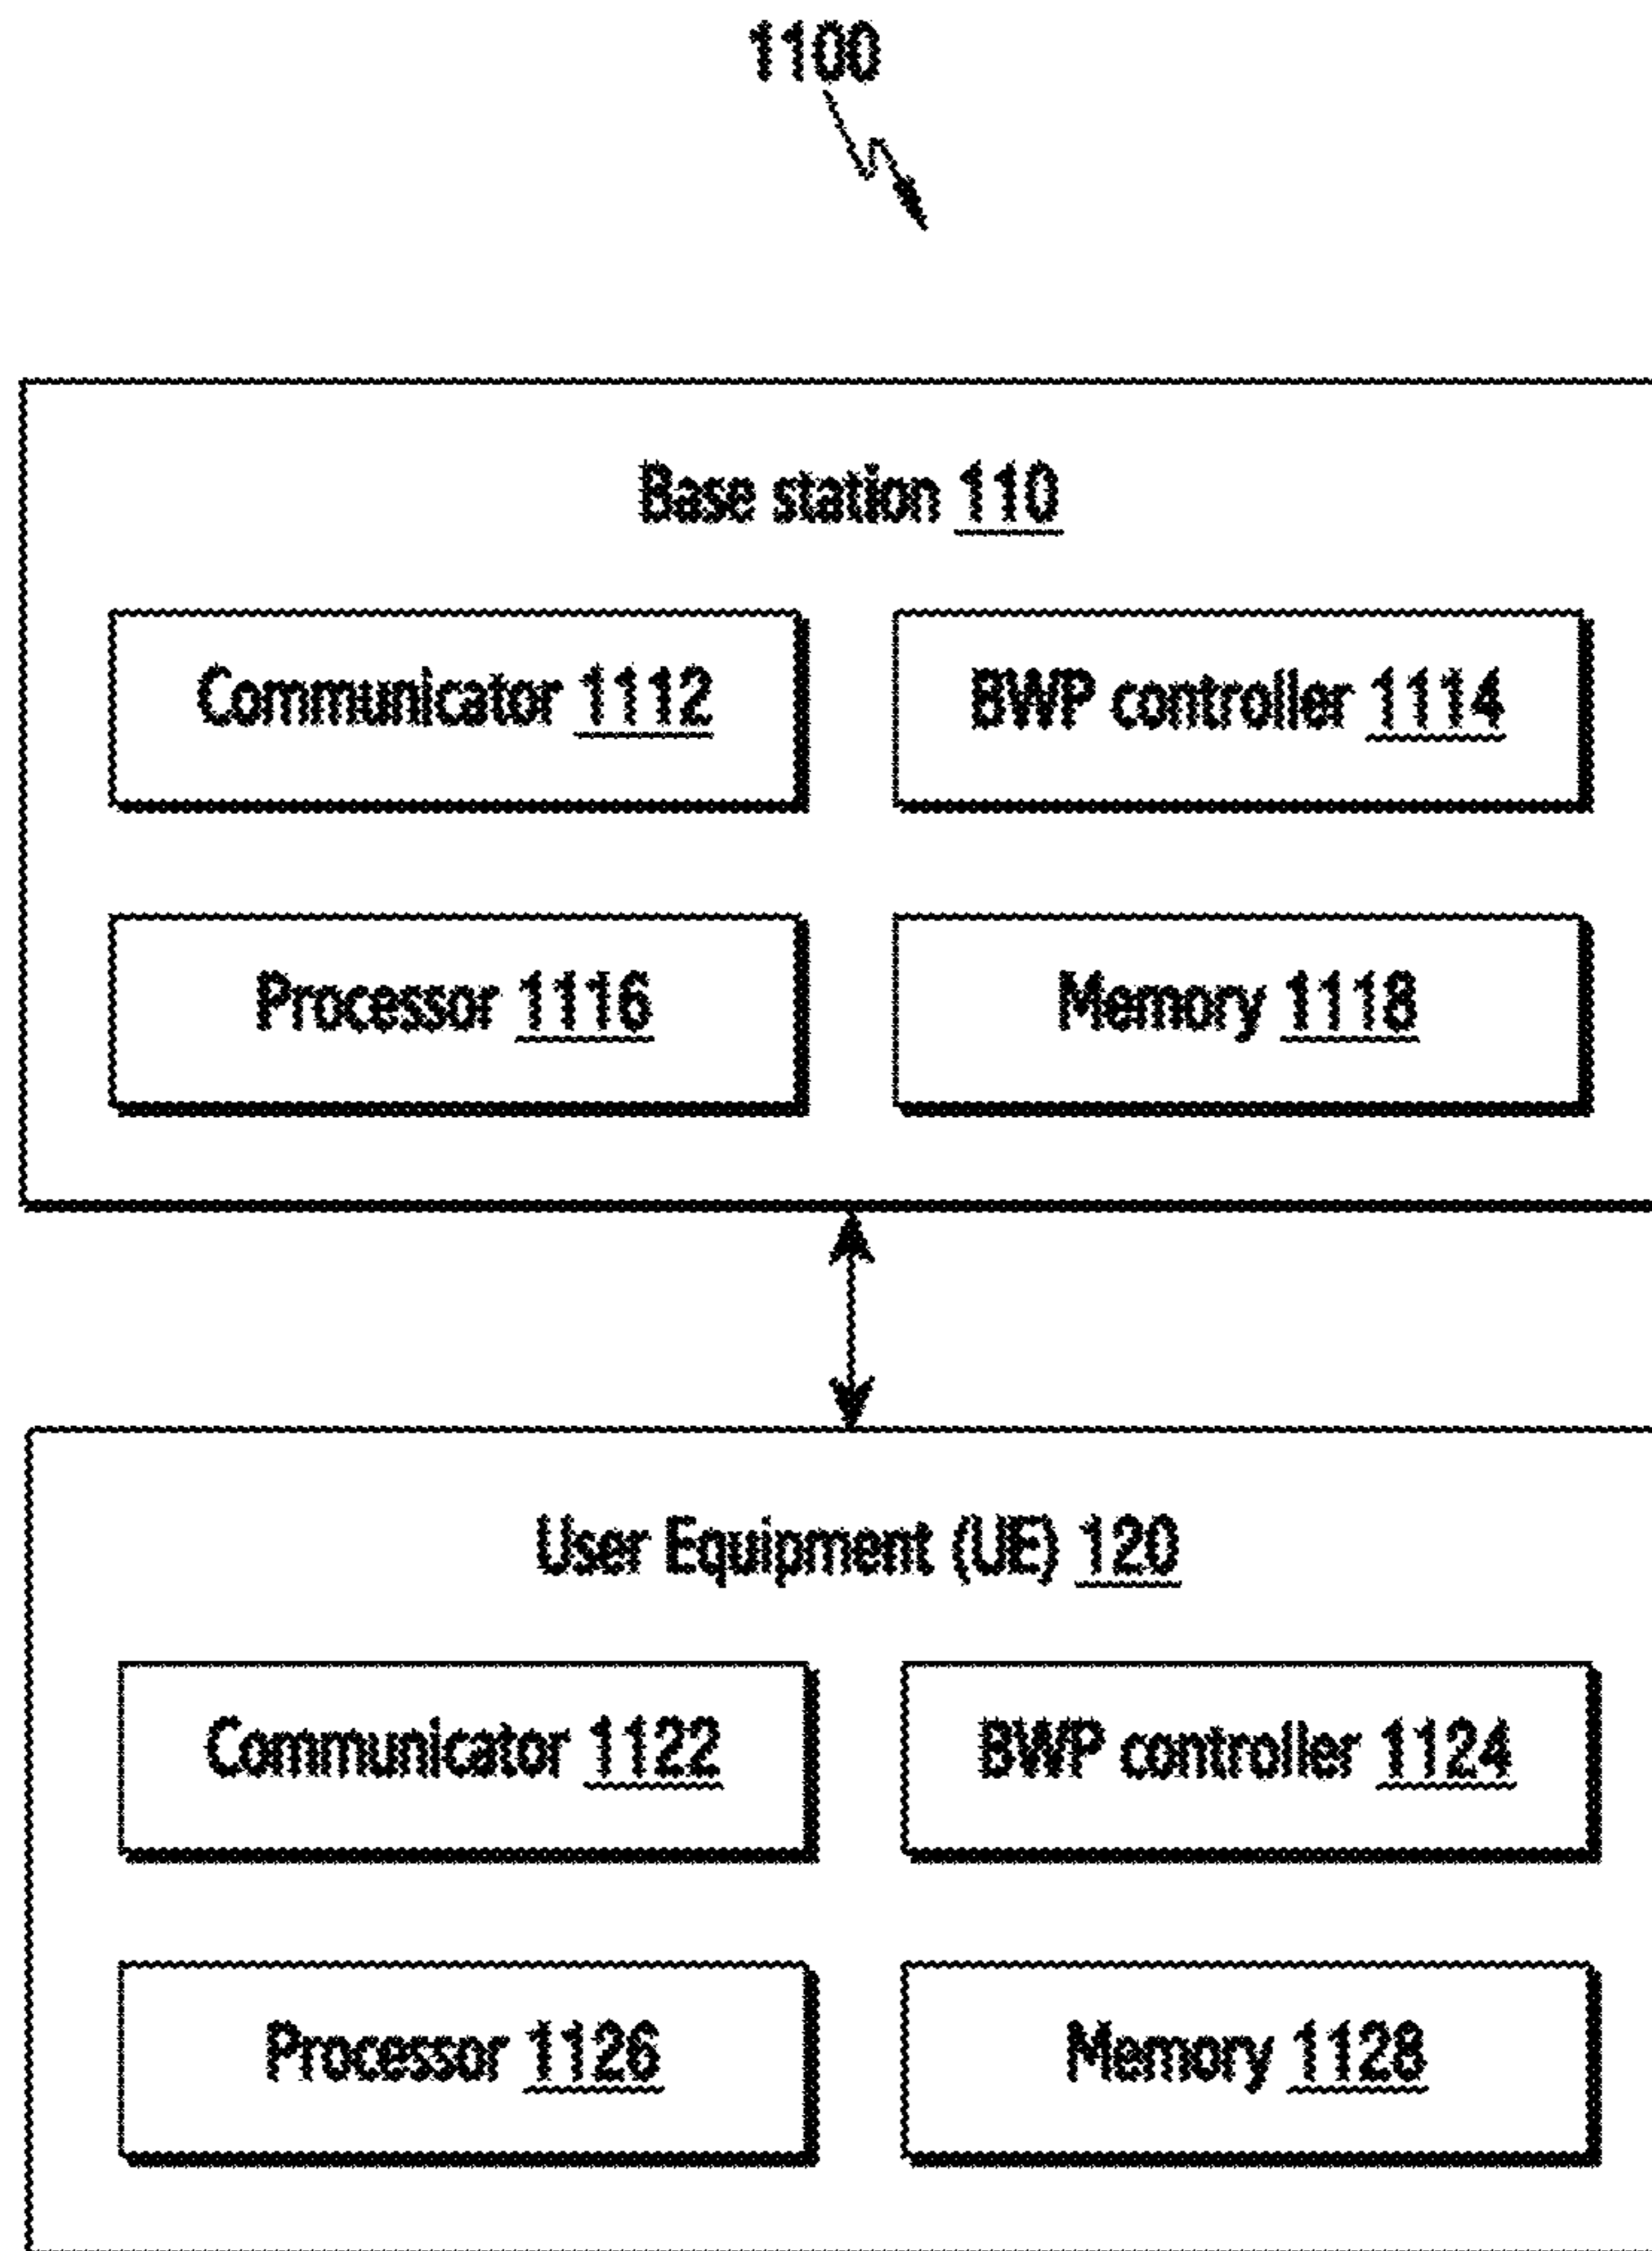 1100
Base station 110
Communicator 1112
BWP controller 1114
Processor 1116
Memory 1118
User Equipment (UE) 120
Communicator 1122
BWP controller 1124
Processor 1126
Memory 1128